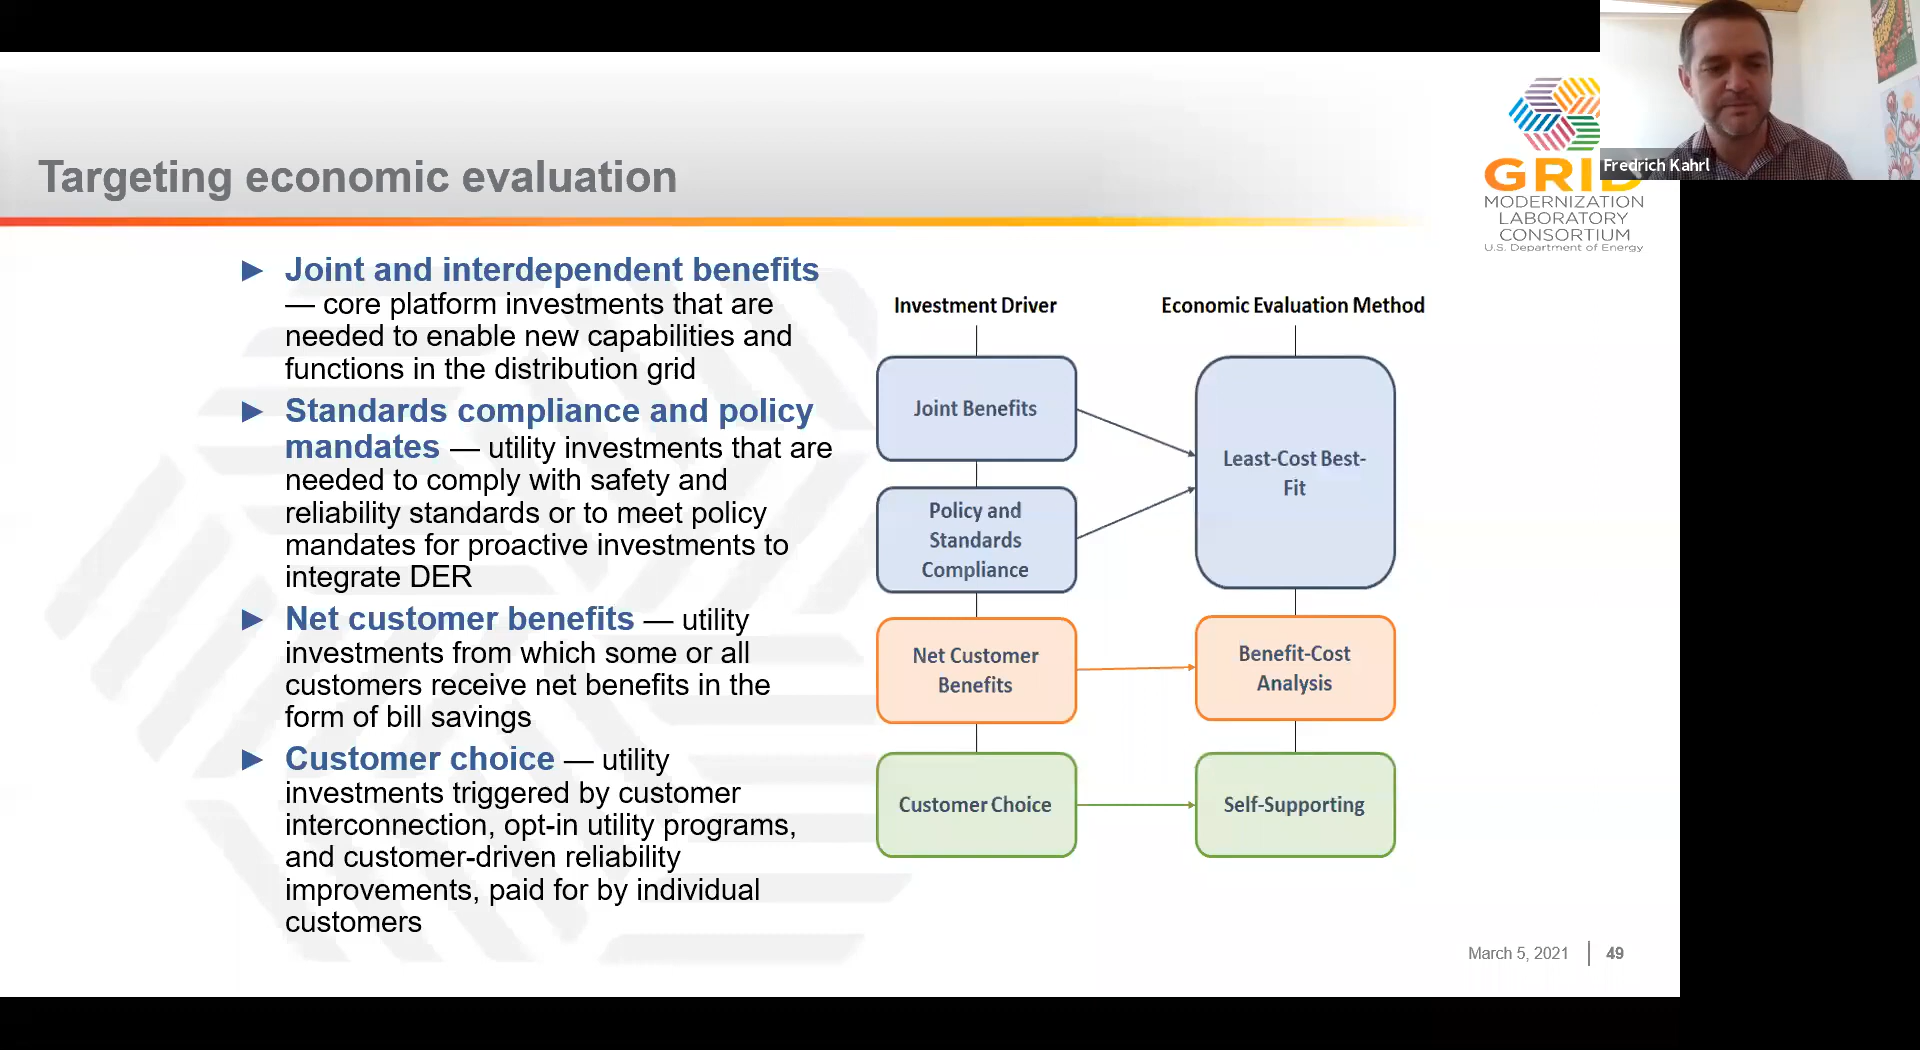 Fredrich Kahrl
GRID
MODERNIZATION
LABORATORY
CONSORTIUM
U.S. Department of Energy
Targeting economic evaluation
► Joint and interdependent benefits
— core platform investments that are
needed to enable new capabilities and
functions in the distribution grid
► Standards compliance and policy
mandates — utility investments that are
needed to comply with safety and
reliability standards or to meet policy
mandates for proactive investments to
integrate DER
► Net customer benefits — utility
investments from which some or all
customers receive net benefits in the
form of bill savings
► Customer choice — utility
investments triggered by customer
interconnection, opt-in utility programs,
and customer-driven reliability
improvements, paid for by individual
customers
Investment Driver
Economic Evaluation Method
Joint Benefits
Least-Cost Best-
Fit
Policy and
Standards
Compliance
Net Customer
Benefits
Benefit-Cost
Analysis
Customer Choice
Self-Supporting
March 5, 2021
49